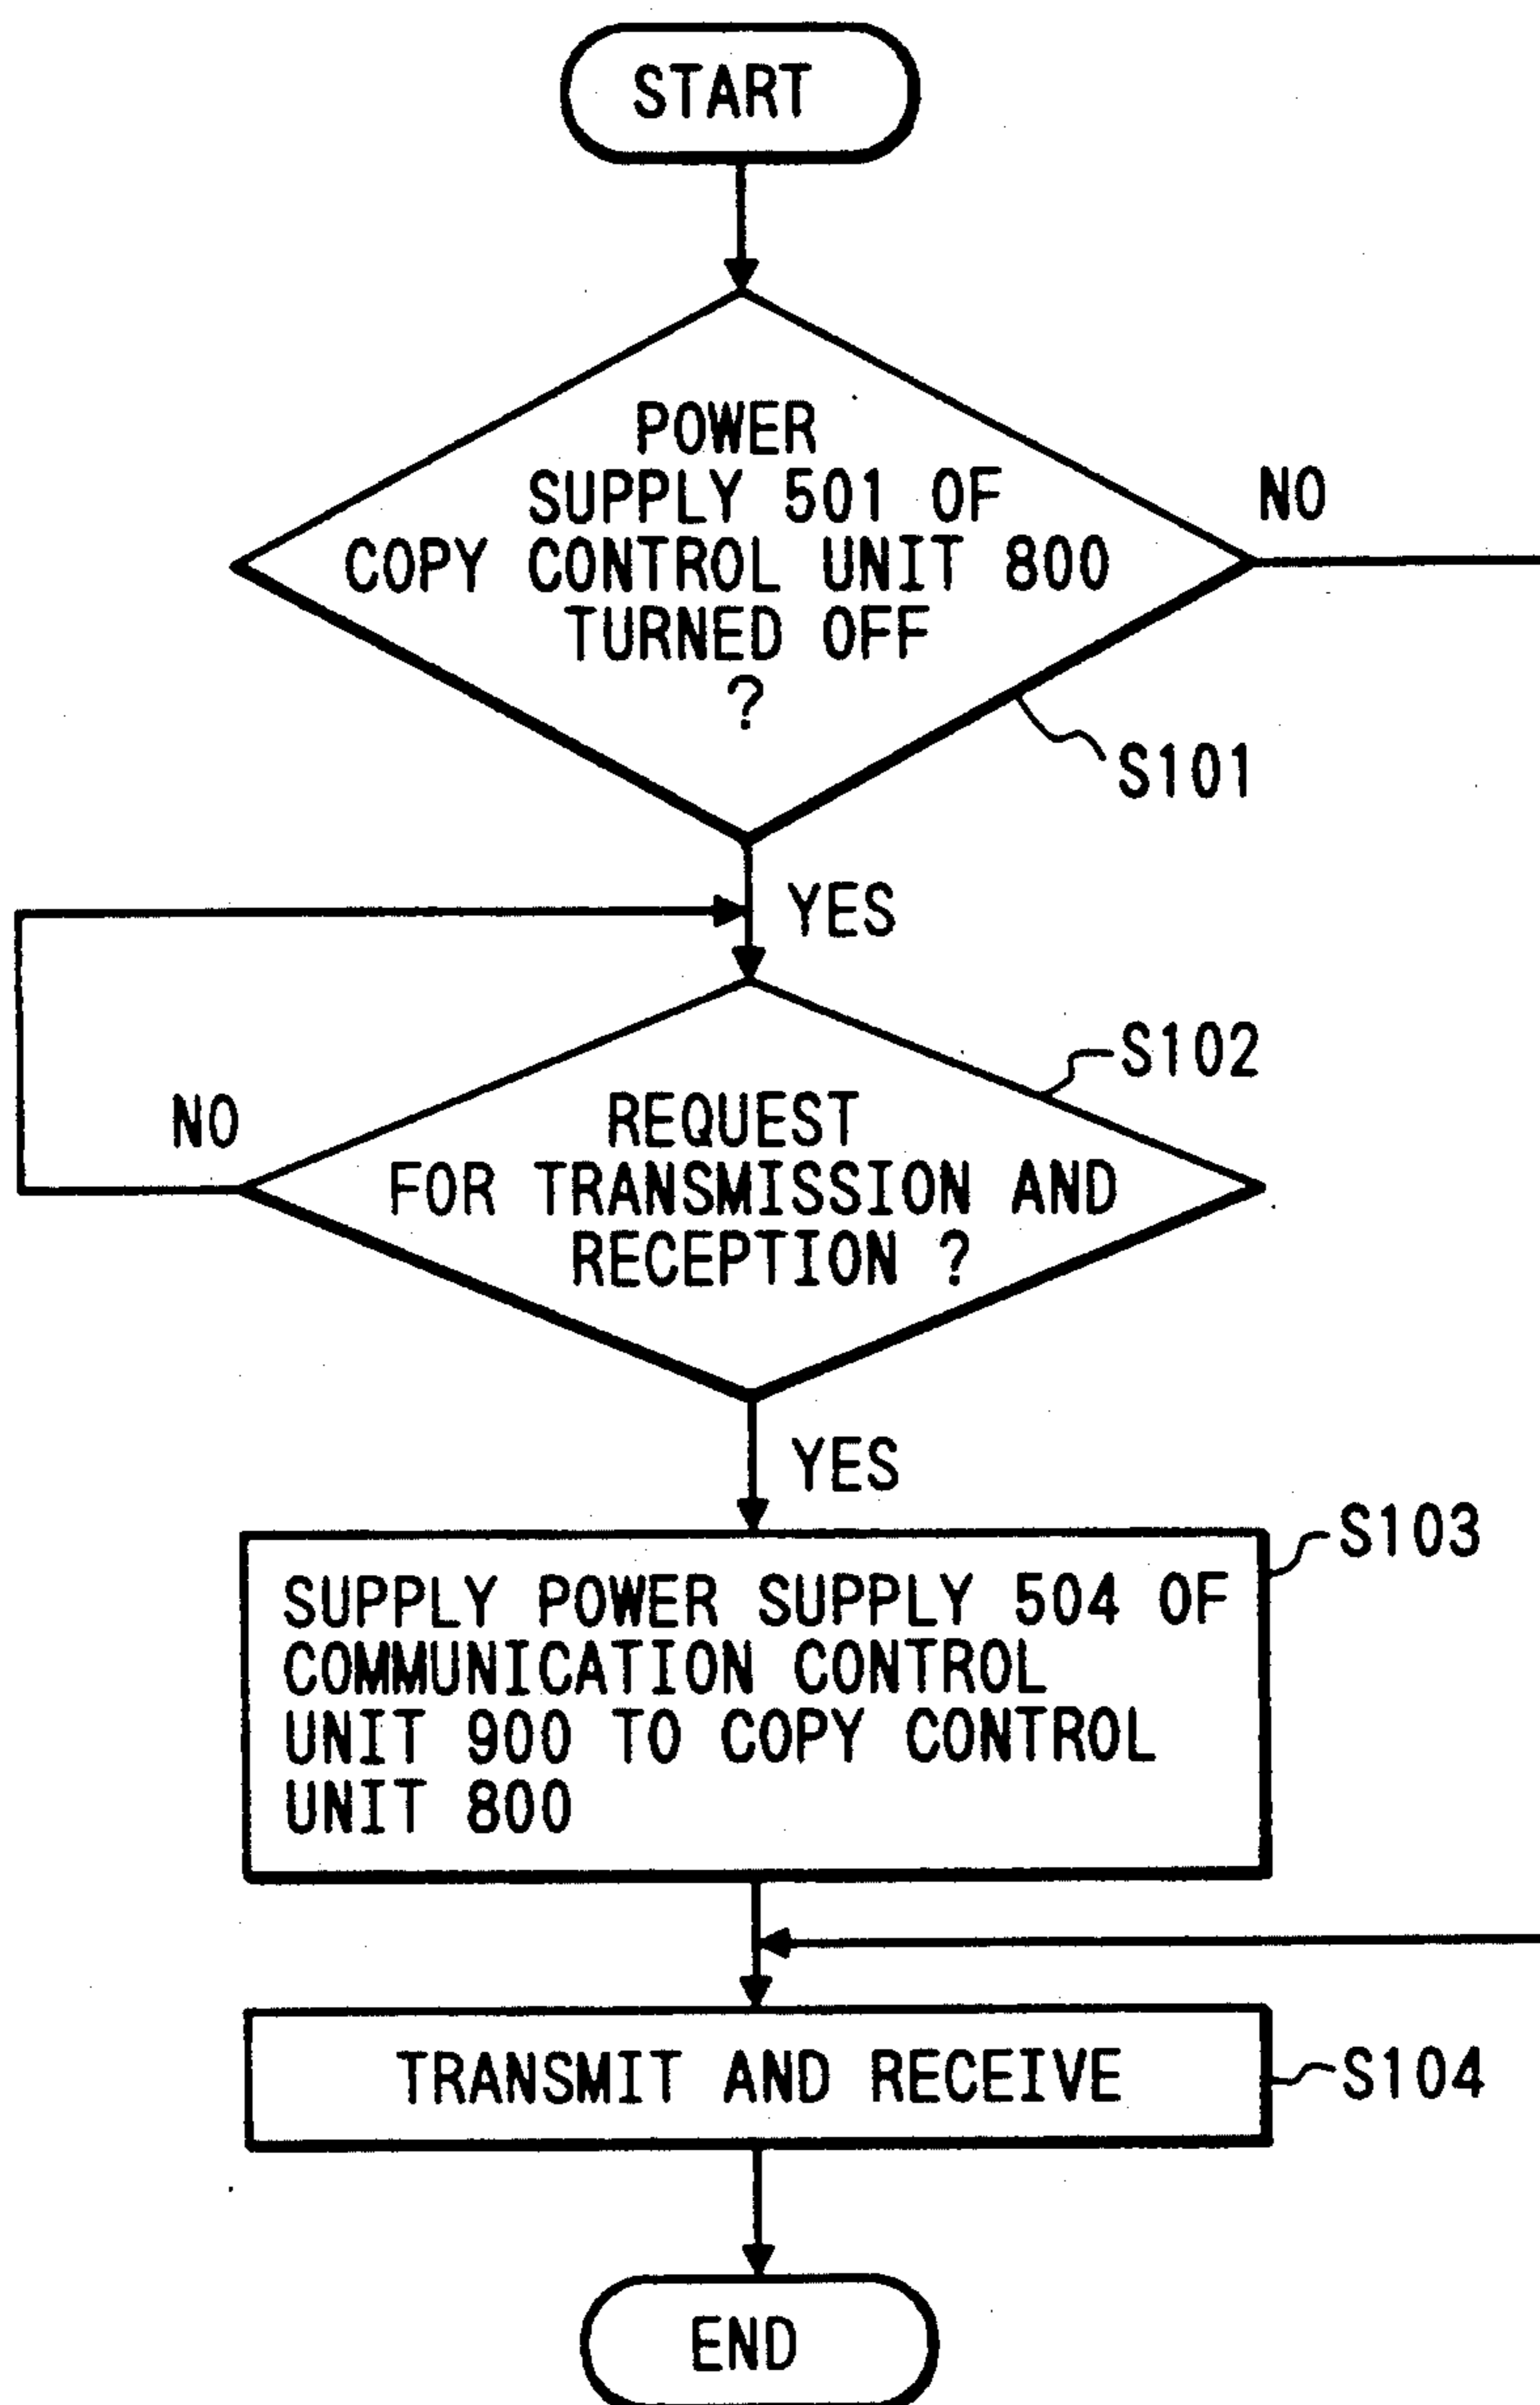 START
POWER
SUPPLY 501 OF
COPY CONTROL UNIT 800
TURNED OFF
?
NO
S101
YES
S102
NO
REQUEST
FOR TRANSMISSION AND
RECEPTION ?
YES
S103
SUPPLY POWER SUPPLY 504 OF
COMMUNICATION CONTROL
UNIT 900 TO COPY CONTROL
UNIT 800
TRANSMIT AND RECEIVE
S104
END